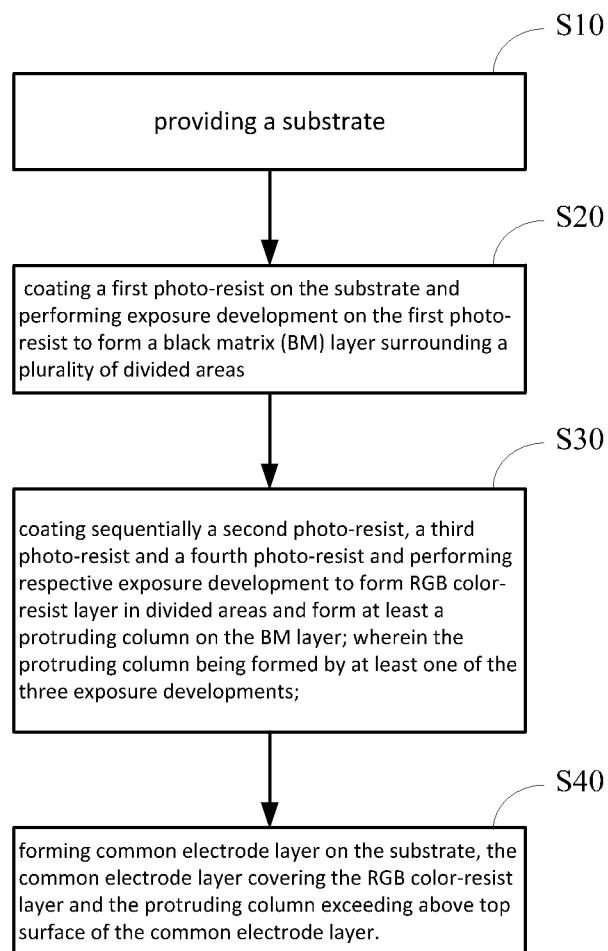 S10
providing a substrate
S20
coating a first photo-resist on the substrate and
performing exposure development on the first photo-
resist to form a black matrix (BM) layer surrounding a
plurality of divided areas
S30
coating sequentially a second photo-resist, a third
photo-resist and a fourth photo-resist and performing
respective exposure development to form RGB color-
resist layer in divided areas and form at least a
protruding column on the BM layer; wherein the
protruding column being formed by at least one of the
three exposure developments;
S40
forming common electrode layer on the substrate, the
common electrode layer covering the RGB color-resist
layer and the protruding column exceeding above top
surface of the common electrode layer.